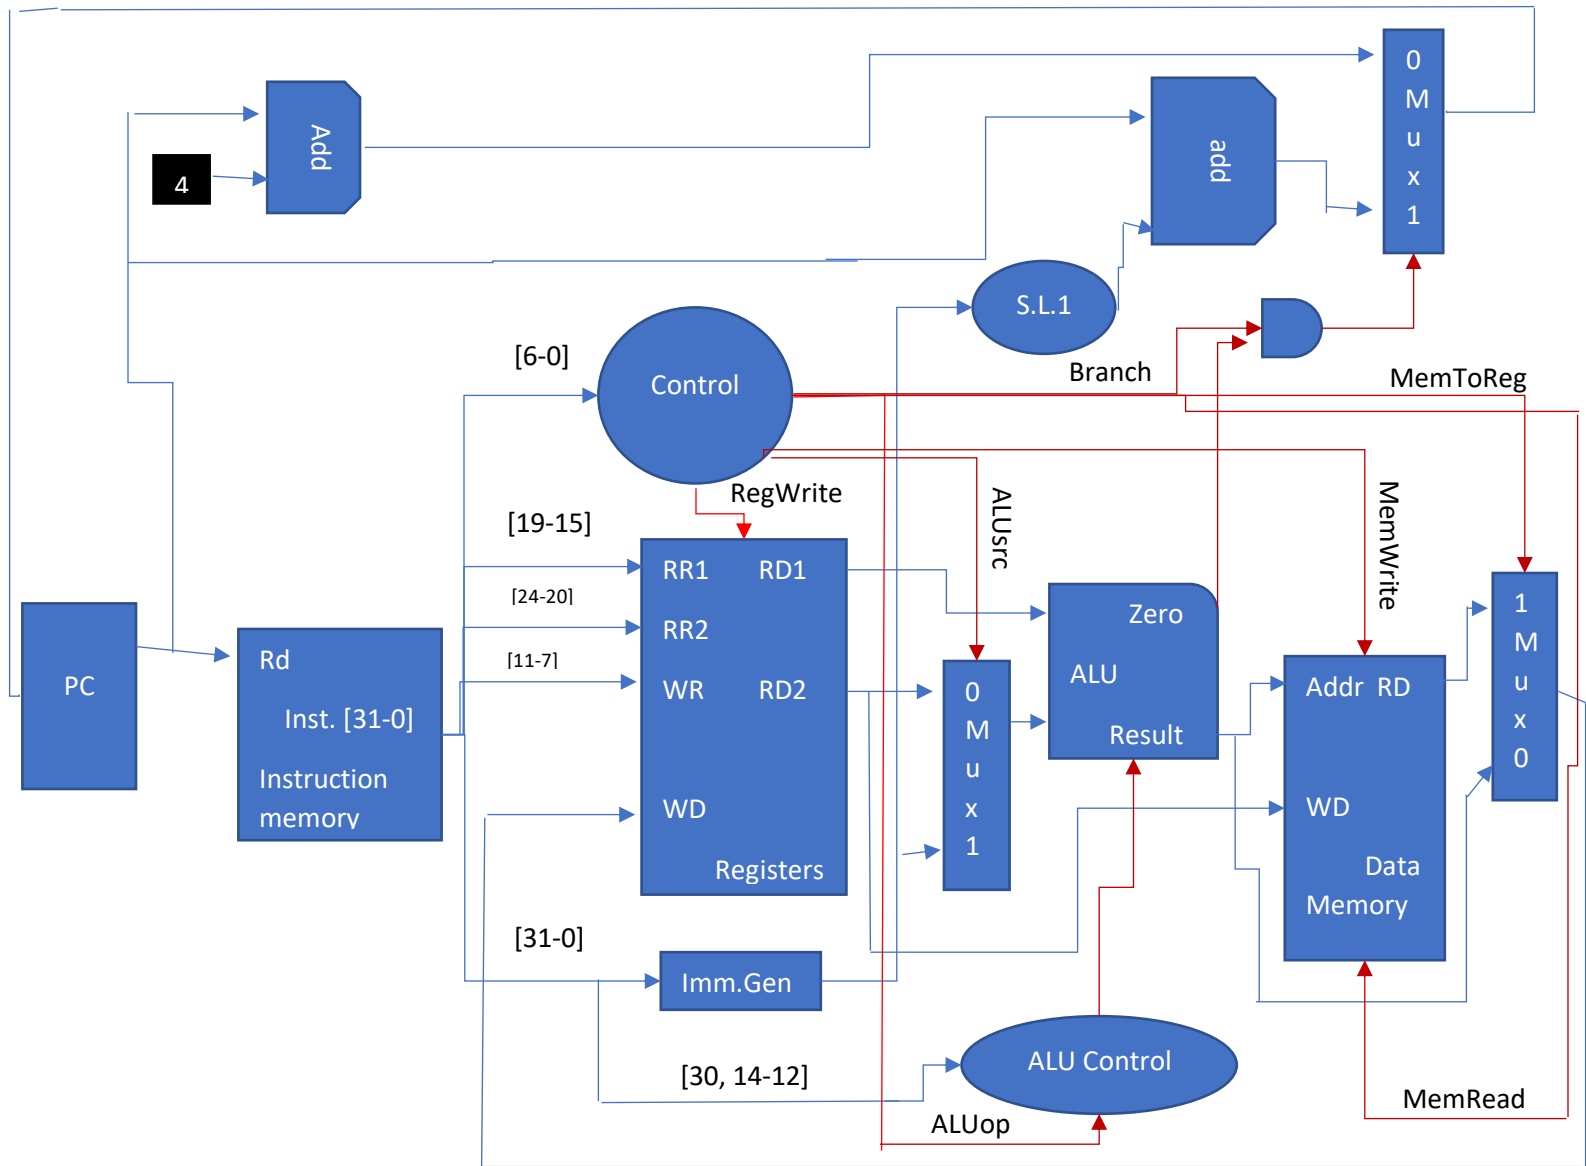 0
M
u
x
1
Add
add
4
S.L.1
[6-0]
Control
Branch
MemToReg
RegWrite
ALUsrc
MemWrite
[19-15]
RR1 RD1
[24-20]
RR2
[11-7]
WR RD2
WD
Registers
PC
Rd
Inst. [31-0]
Instruction
memory
0
M
u
x
1
Zero
ALU
Result
Addr RD
WD
Data
Memory
1
M
u
x
0
[31-0]
Imm.Gen
[30, 14-12]
ALU Control
ALUop
MemRead